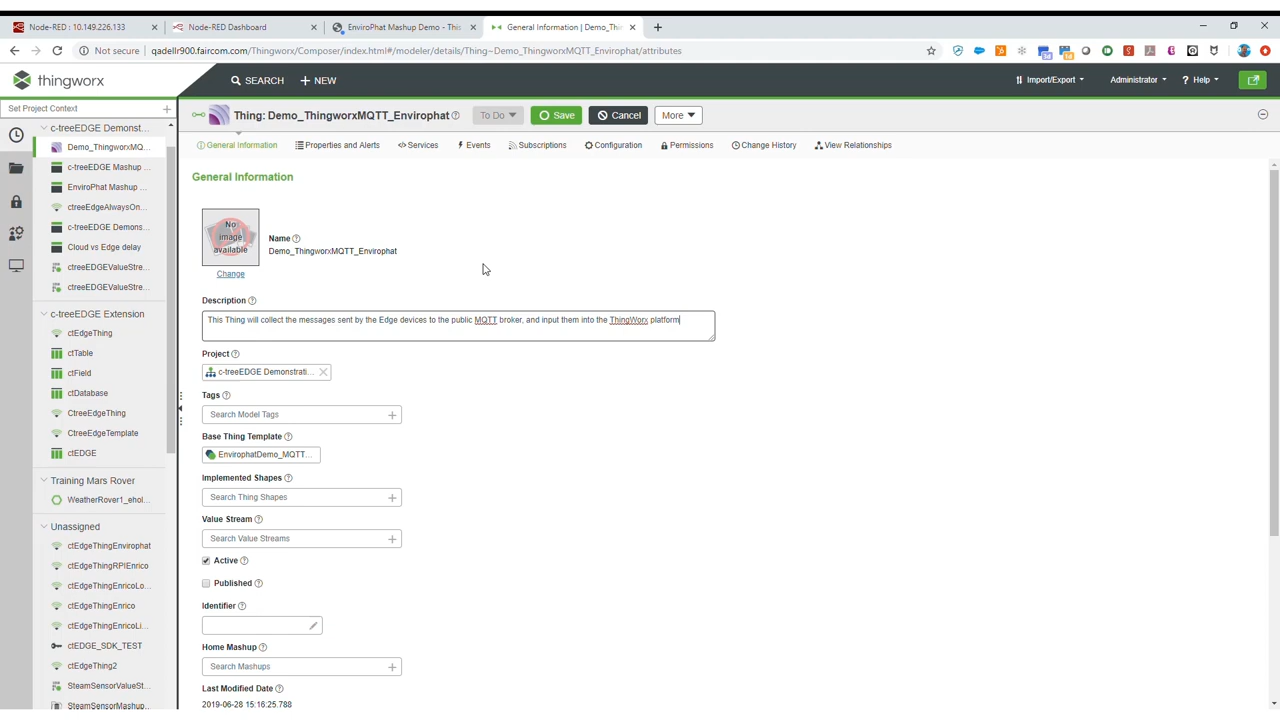 Node-RED : 10.149.226.133
Node-RED Dashboard
EnviroPhat Mashup Demo - This
General Information | Demo_Thin
Not secure | qadellr900.faircom.com/Thingworx/Composer/index.html#/modeler/details/Thing~Demo_ThingworxMQTT_Envirophat/attributes
thingworx
SEARCH
NEW
Import/Export
Administrator
Help
Set Project Context
Thing: Demo_ThingworxMQTT_Envirophat
To Do
Save
Cancel
More
General Information
Properties and Alerts
Services
Events
Subscriptions
Configuration
Permissions
Change History
View Relationships
c-treeEDGE Demonst...
Demo_ThingworxMQ...
c-treeEDGE Mashup ...
EnviroPhat Mashup ...
ctreeEdgeAlwaysOn...
c-treeEDGE Demons...
Cloud vs Edge delay
ctreeEDGEValueStre...
ctreeEDGEValueStre...
c-treeEDGE Extension
ctEdgeThing
ctTable
ctField
ctDatabase
CtreeEdgeThing
CtreeEdgeTemplate
ctEDGE
Training Mars Rover
WeatherRover1_ehol...
Unassigned
ctEdgeThingEnvirophat
ctEdgeThingRPIEnrico
ctEdgeThingEnricoLo...
ctEdgeThingEnrico
ctEdgeThingEnricoLi...
ctEDGE_SDK_TEST
ctEdgeThing2
SteamSensorValueSt...
SteamSensorMashup...
General Information
No image available
Change
Name
Demo_ThingworxMQTT_Envirophat
Description
This Thing will collect the messages sent by the Edge devices to the public MQTT broker, and input them into the ThingWorx platform
Project
c-treeEDGE Demonstrati...
Tags
Search Model Tags
Base Thing Template
EnvirophatDemo_MQTT...
Implemented Shapes
Search Thing Shapes
Value Stream
Search Value Streams
Active
Published
Identifier
Home Mashup
Search Mashups
Last Modified Date
2019-06-28 15:16:25.788